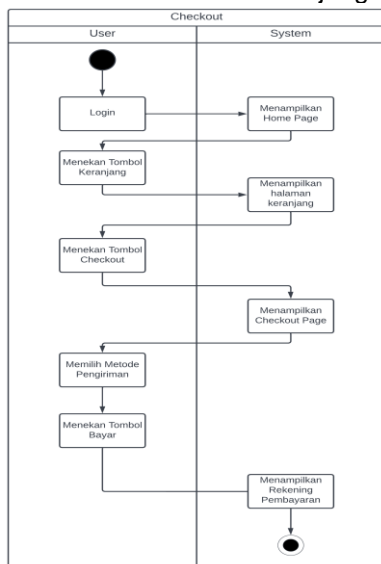 Checkout
User
System
Login
Menampilkan
Home Page
Menekan Tombol
Keranjang
Menampilkan
halaman
keranjang
Menekan Tombol
Checkout
Menampilkan
Checkout Page
Memilih Metode
Pengiriman
Menekan Tombol
Bayar
Menampilkan
Rekening
Pembayaran